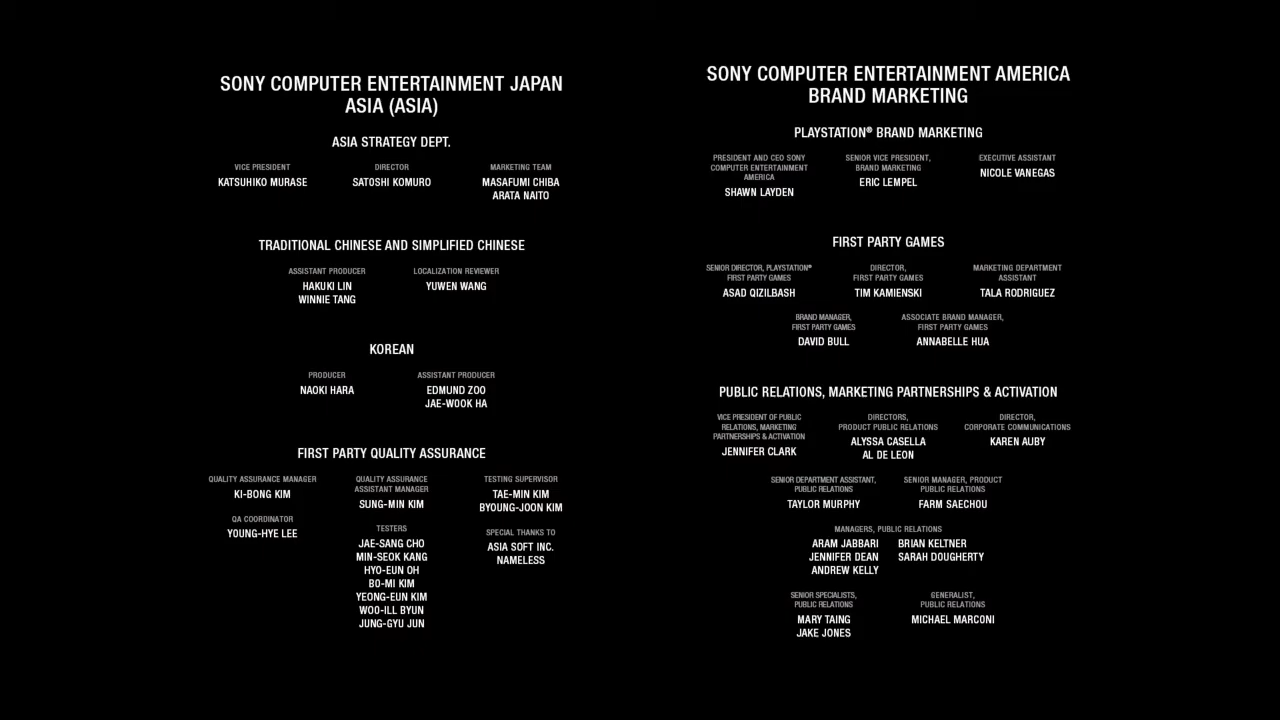 SONY COMPUTER ENTERTAINMENT JAPAN
ASIA (ASIA)
ASIA STRATEGY DEPT.
VICE PRESIDENT
KATSUHIKO MURASE
DIRECTOR
SATOSHI KOMURO
MARKETING TEAM
MASAFUMI CHIBA
ARATA NAITO
TRADITIONAL CHINESE AND SIMPLIFIED CHINESE
ASSISTANT PRODUCER
HAKUKI LIN
WINNIE TANG
LOCALIZATION REVIEWER
YUWEN WANG
KOREAN
PRODUCER
NAOKI HARA
ASSISTANT PRODUCER
EDMUND ZOO
JAE-WOOK HA
FIRST PARTY QUALITY ASSURANCE
QUALITY ASSURANCE MANAGER
KI-BONG KIM
QA COORDINATOR
YOUNG-HYE LEE
QUALITY ASSURANCE
ASSISTANT MANAGER
SUNG-MIN KIM
TESTERS
JAE-SANG CHO
MIN-SEOK KANG
HYO-EUN OH
BO-MI KIM
YEONG-EUN KIM
WOO-ILL BYUN
JUNG-GYU JUN
TESTING SUPERVISOR
TAE-MIN KIM
BYOUNG-JOON KIM
SPECIAL THANKS TO
ASIA SOFT INC.
NAMELESS
SONY COMPUTER ENTERTAINMENT AMERICA
BRAND MARKETING
PLAYSTATION® BRAND MARKETING
PRESIDENT AND CEO SONY
COMPUTER ENTERTAINMENT
AMERICA
SHAWN LAYDEN
SENIOR VICE PRESIDENT,
BRAND MARKETING
ERIC LEMPEL
EXECUTIVE ASSISTANT
NICOLE VANEGAS
FIRST PARTY GAMES
SENIOR DIRECTOR, PLAYSTATION®
FIRST PARTY GAMES
ASAD QIZILBASH
DIRECTOR,
FIRST PARTY GAMES
TIM KAMIENSKI
MARKETING DEPARTMENT
ASSISTANT
TALA RODRIGUEZ
BRAND MANAGER,
FIRST PARTY GAMES
DAVID BULL
ASSOCIATE BRAND MANAGER,
FIRST PARTY GAMES
ANNABELLE HUA
PUBLIC RELATIONS, MARKETING PARTNERSHIPS & ACTIVATION
VICE PRESIDENT OF PUBLIC
RELATIONS, MARKETING
PARTNERSHIPS & ACTIVATION
JENNIFER CLARK
DIRECTORS,
PRODUCT PUBLIC RELATIONS
ALYSSA CASELLA
AL DE LEON
DIRECTOR,
CORPORATE COMMUNICATIONS
KAREN AUBY
SENIOR DEPARTMENT ASSISTANT,
PUBLIC RELATIONS
TAYLOR MURPHY
SENIOR MANAGER, PRODUCT
PUBLIC RELATIONS
FARM SAECHOU
MANAGERS, PUBLIC RELATIONS
ARAM JABBARI
JENNIFER DEAN
ANDREW KELLY
BRIAN KELTNER
SARAH DOUGHERTY
SENIOR SPECIALISTS,
PUBLIC RELATIONS
MARY TAING
JAKE JONES
GENERALIST,
PUBLIC RELATIONS
MICHAEL MARCONI